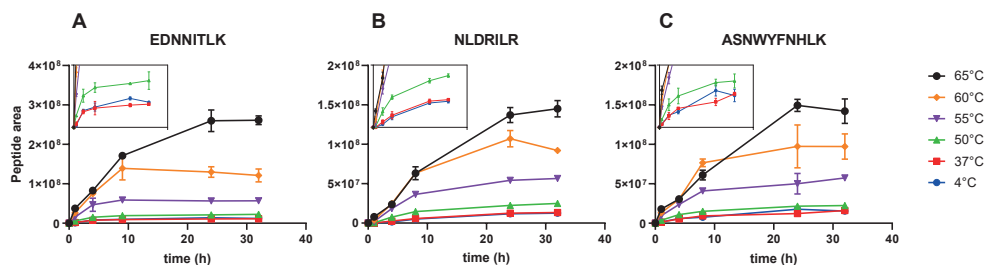 A
EDNNITLK
Peptide area
4×10⁸
3×10⁸
2×10⁸
1×10⁸
0
0 10 20 30 40
time (h)
B
NLDRILR
2×10⁸
1.5×10⁸
1×10⁸
5×10⁷
0
0 10 20 30 40
time (h)
C
ASNWYFNHLK
2×10⁸
1.5×10⁸
1×10⁸
5×10⁷
0
0 10 20 30 40
time (h)
65°C
60°C
55°C
50°C
37°C
4°C